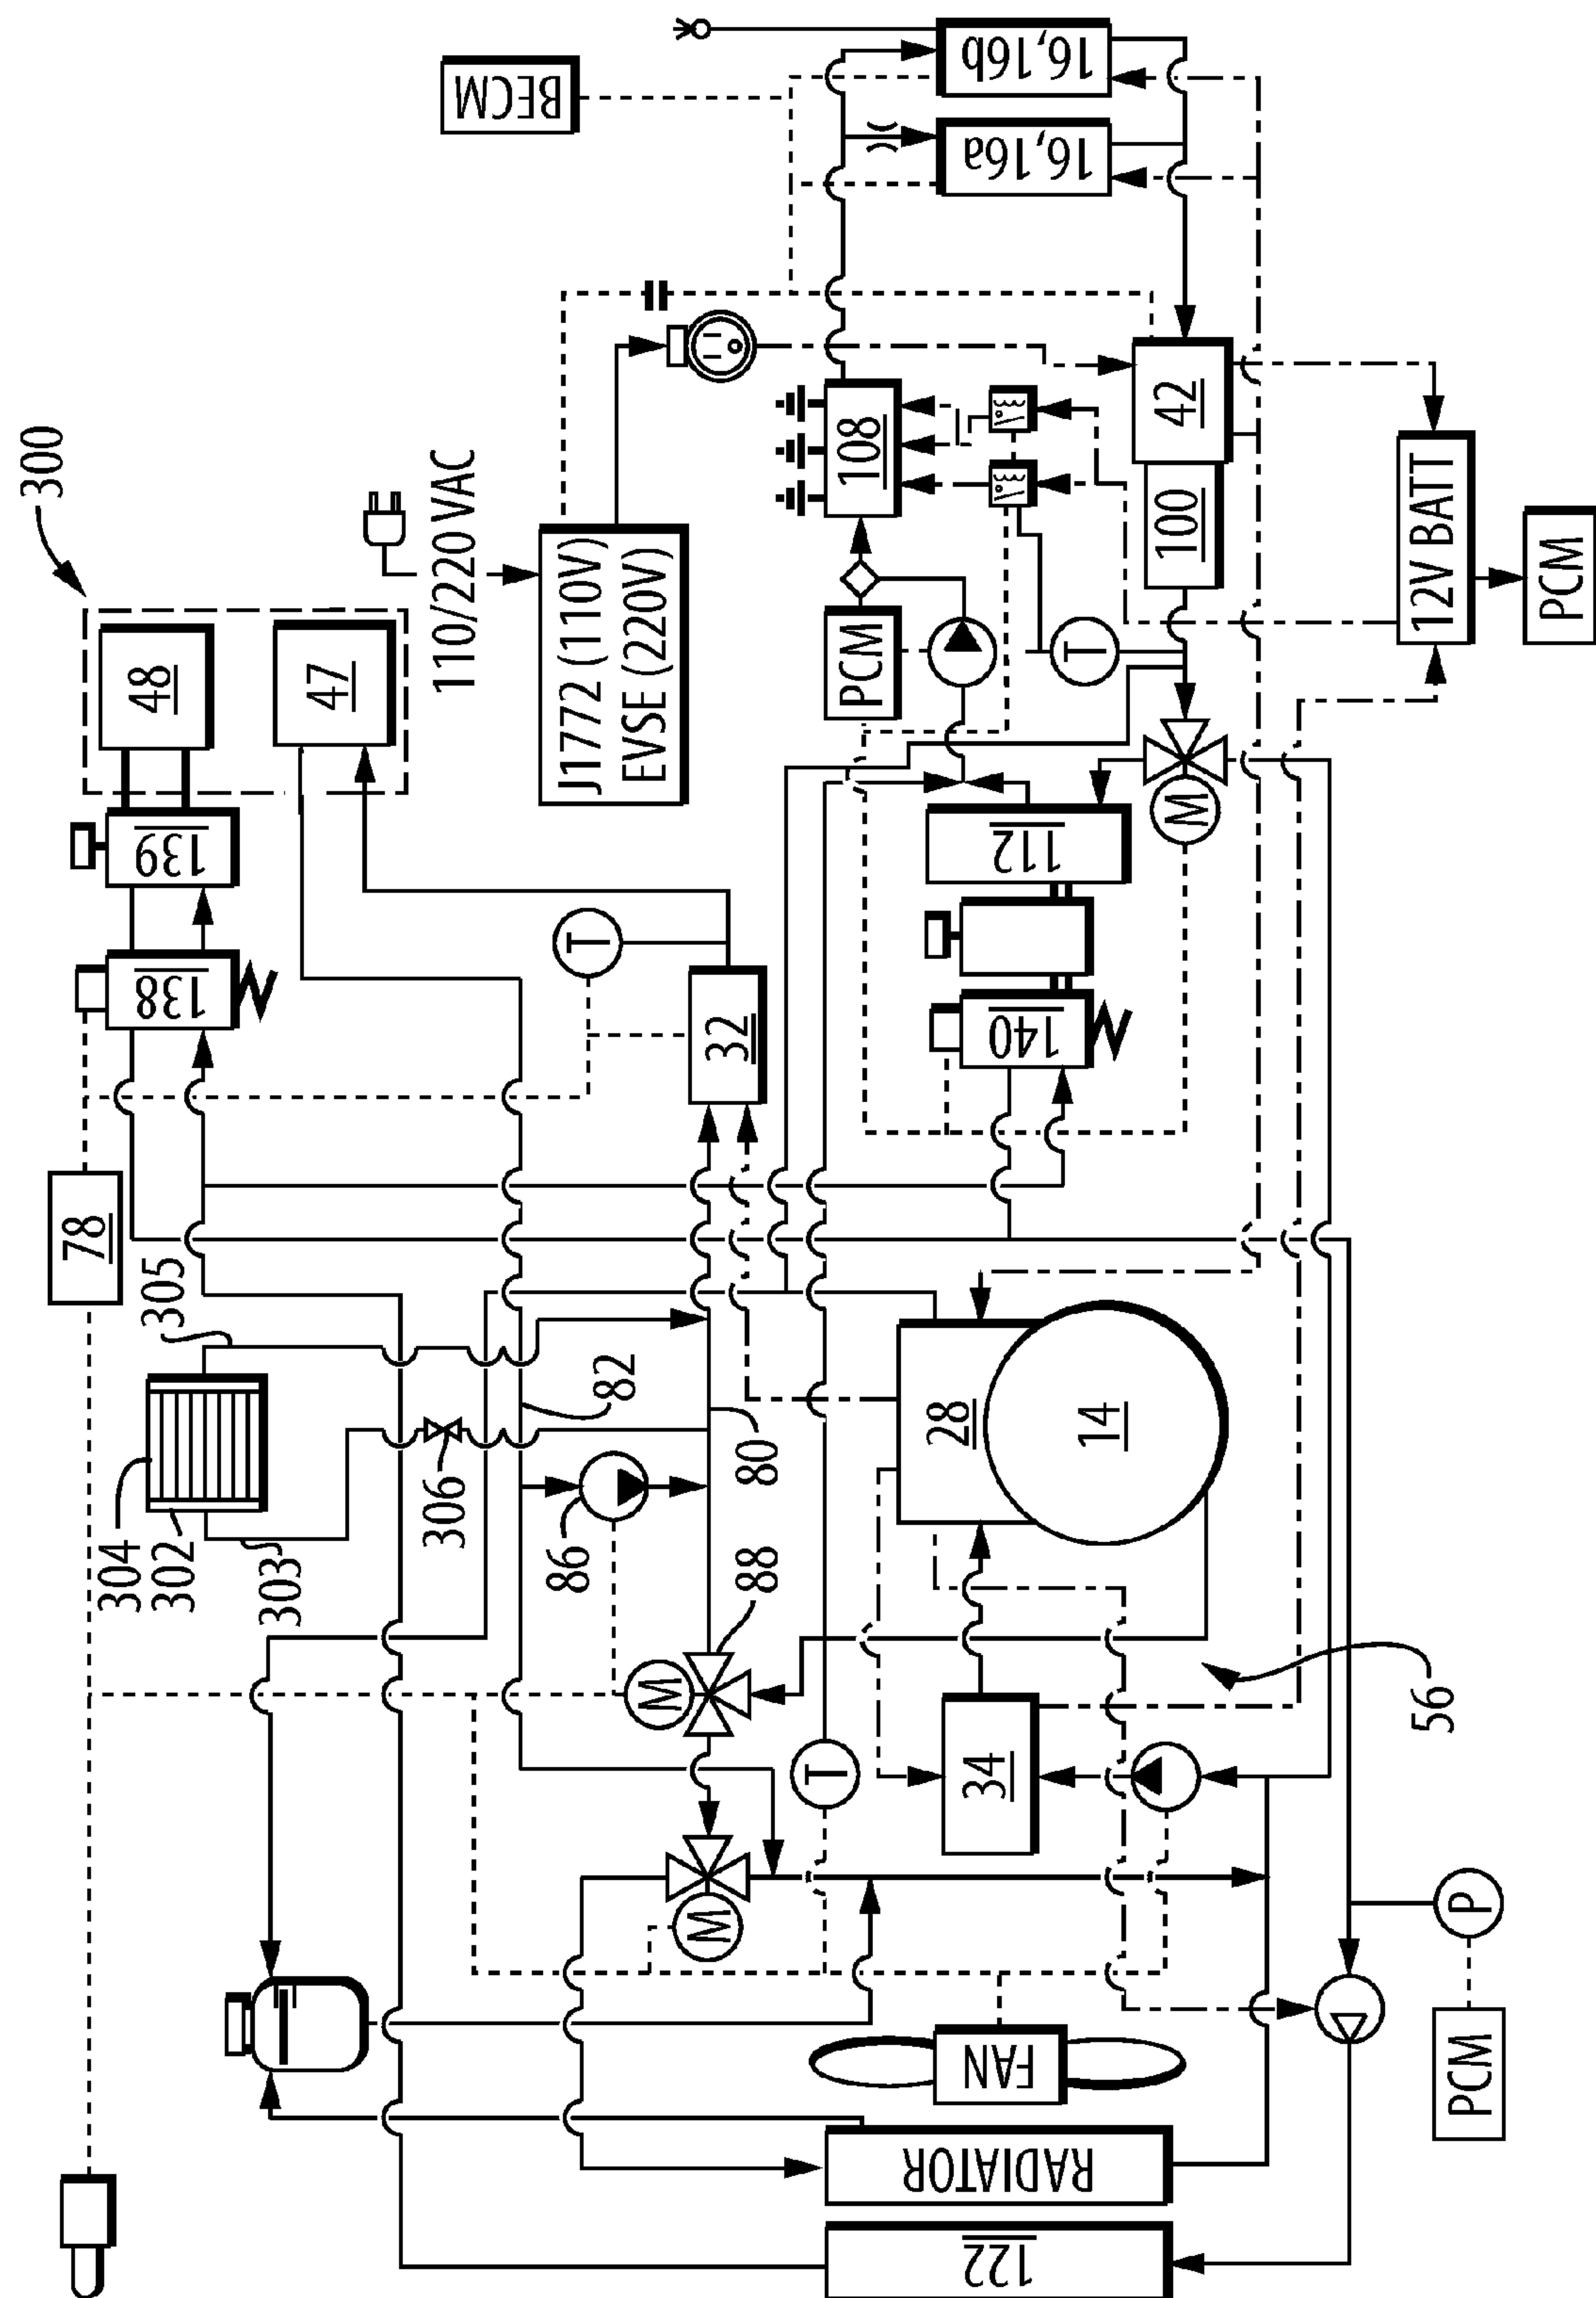 300
48
47
139
138
78
305
304
302
303
306
82
80
86
88
32
T
110/220 VAC
J1772 (110V)
EVSE (220V)
BECM
16,16b
16,16a
108
42
100
12V BATT
PCM
PCM
T
M
112
140
28
14
34
56
M
M
T
FAN
RADIATOR
122
P
PCM